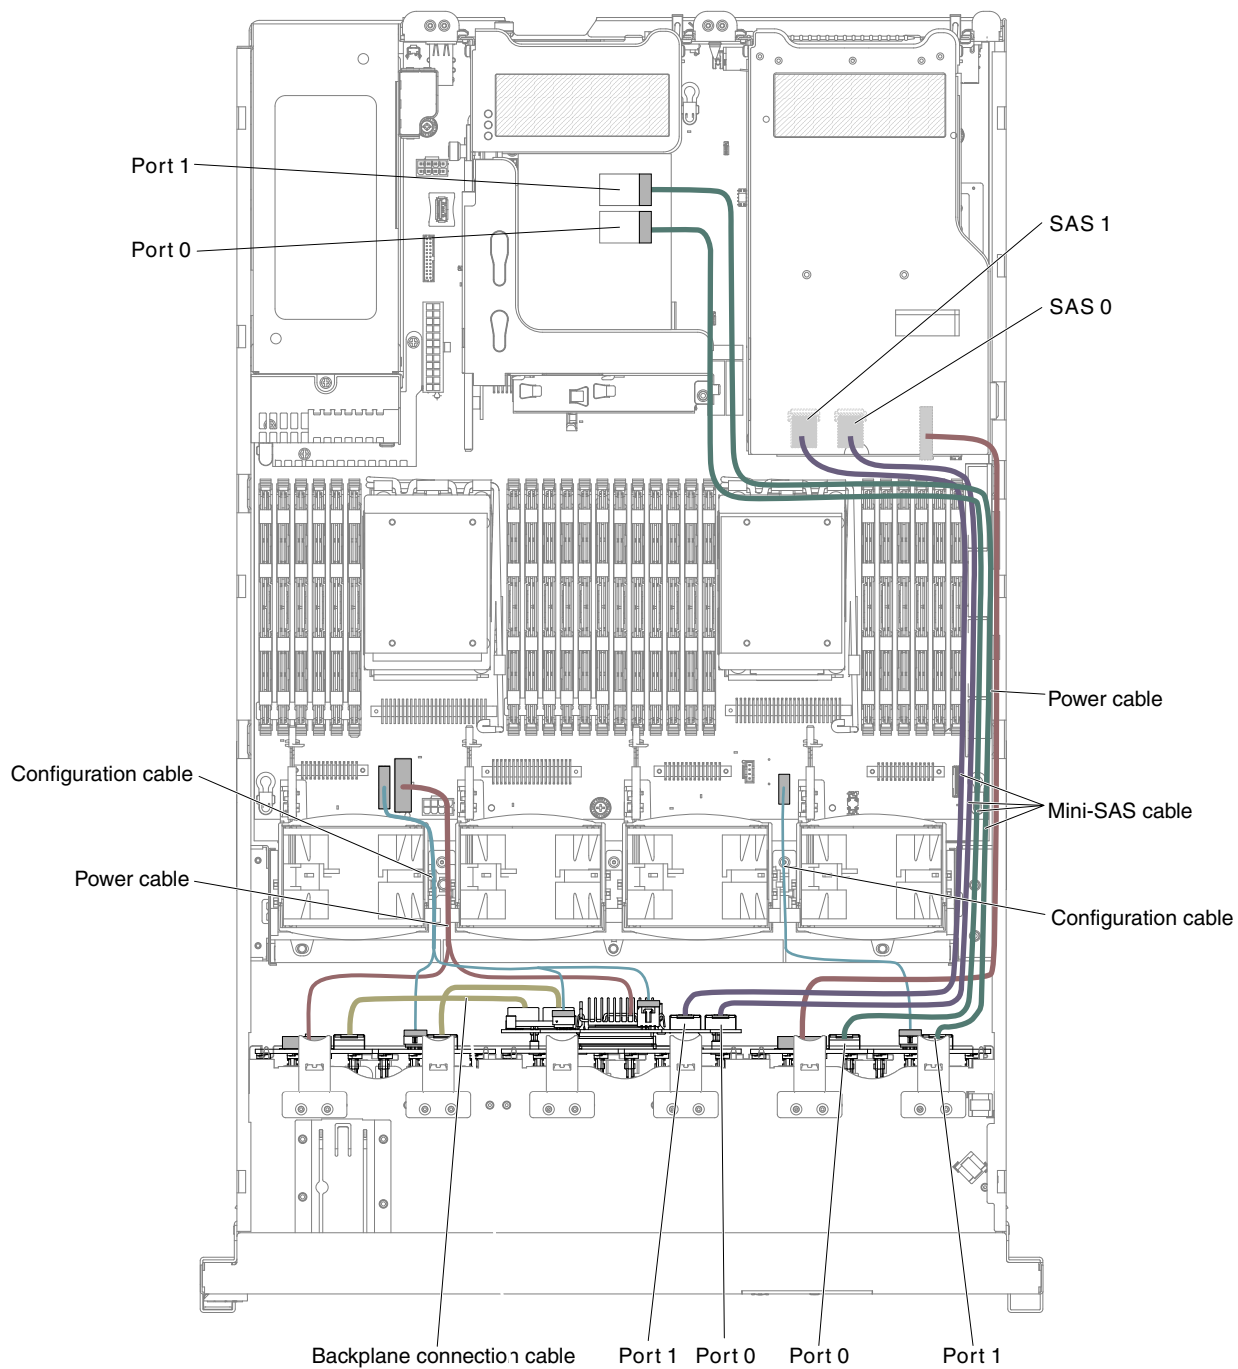 Port 1
Port 0
SAS 1
SAS 0
Power cable
Configuration cable
Mini-SAS cable
Power cable
Configuration cable
Backplane connection cable
Port 1
Port 0
Port 0
Port 1